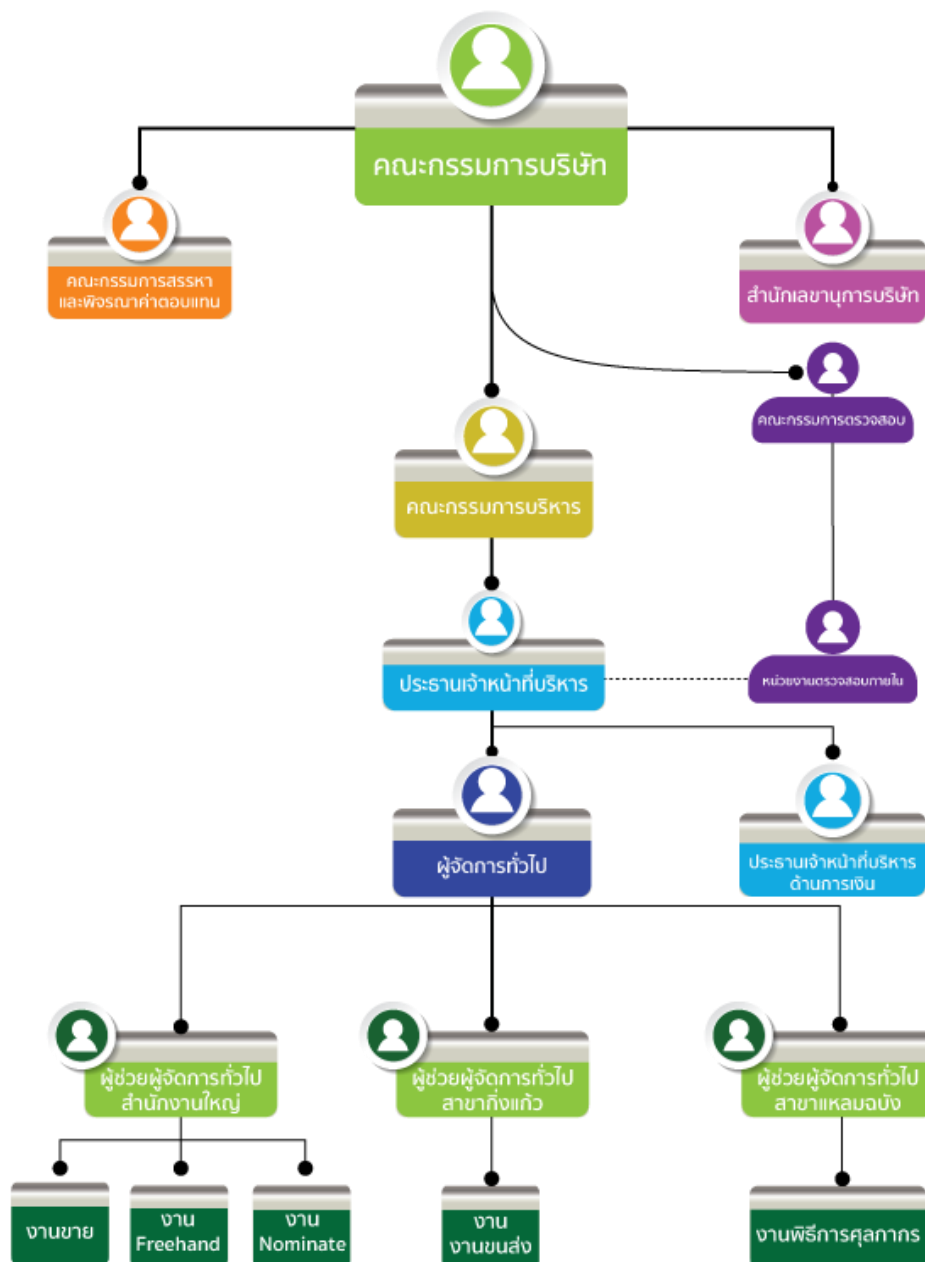 คณะกรรมการบริษัท
คณะกรรมการสรรหา
และพิจรณาค่าตอบแทน
สำนักเลขานุการบริษัท
คณะกรรมการตรวจสอบ
คณะกรรมการบริหาร
ประธานเจ้าหน้าที่บริหาร
หน่วยงานตรวจสอบภายใน
ผู้จัดการทั่วไป
ประธานเจ้าหน้าที่บริหาร
ด้านการเงิน
ผู้ช่วยผู้จัดการทั่วไป
สำนักงานใหญ่
ผู้ช่วยผู้จัดการทั่วไป
สาขากิ่งแก้ว
ผู้ช่วยผู้จัดการทั่วไป
สาขาแหลมฉบัง
งานขาย
งาน
Freehand
งาน
Nominate
งาน
งานขนส่ง
งานพิธีการศุลกากร